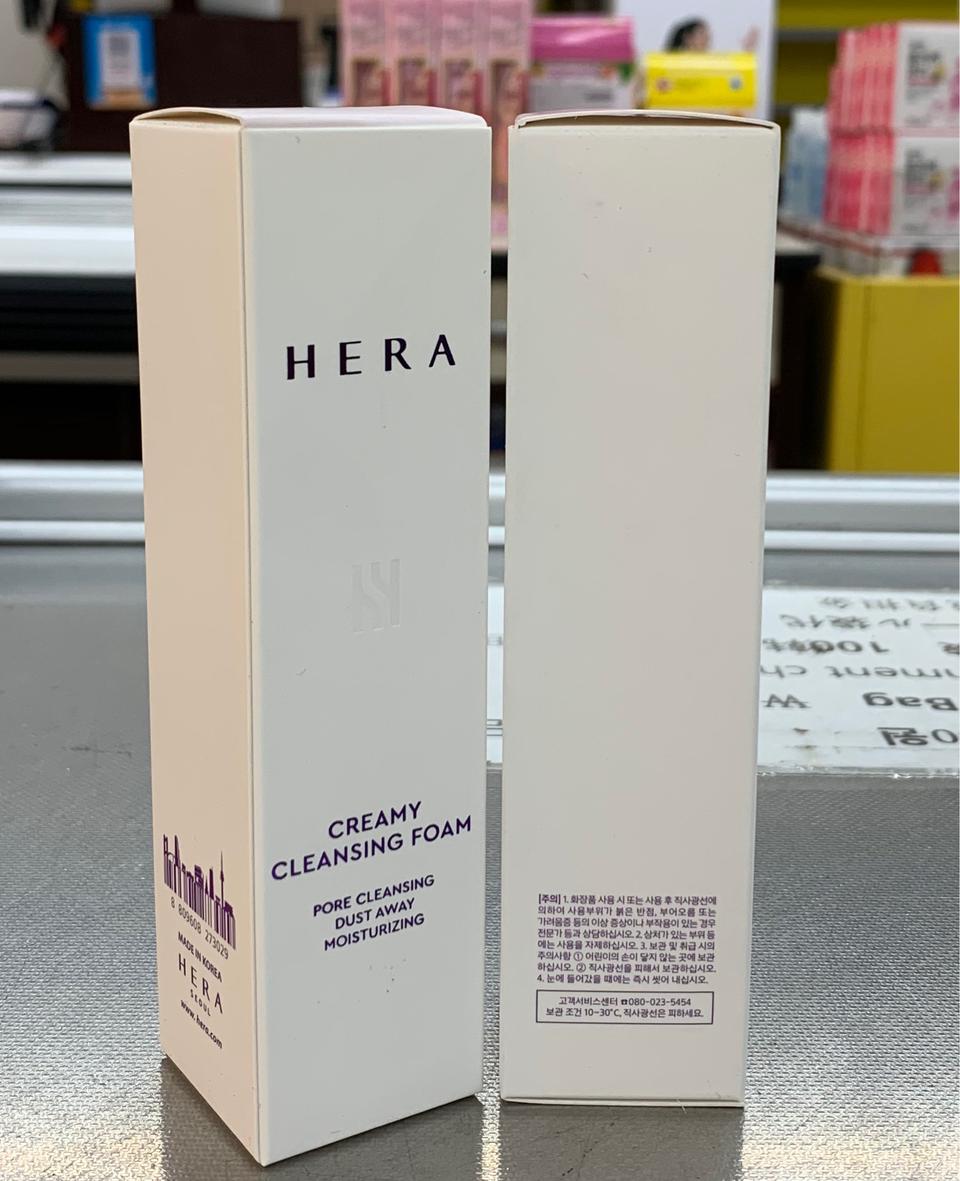 HERA
CREAMY
CLEANSING FOAM
PORE CLEANSING
DUST AWAY
MOISTURIZING
8 809608 273029
MADE IN KOREA
HERA
SEOUL
www.hera.com
[주의] 1. 화장품 사용 시 또는 사용 후 직사광선에
의하여 사용부위가 붉은 반점, 부어오름 또는
가려움증 등의 이상 증상이나 부작용이 있는 경우
전문가 등과 상담하십시오. 2. 상처가 있는 부위 등
에는 사용을 자제하십시오. 3. 보관 및 취급 시의
주의사항 ① 어린이의 손이 닿지 않는 곳에 보관
하십시오. ② 직사광선을 피해서 보관하십시오.
4. 눈에 들어갔을 때에는 즉시 씻어 내십시오.
고객서비스센터 ☎080-023-5454
보관 조건 10~30℃, 직사광선은 피하세요.
Bag ₩